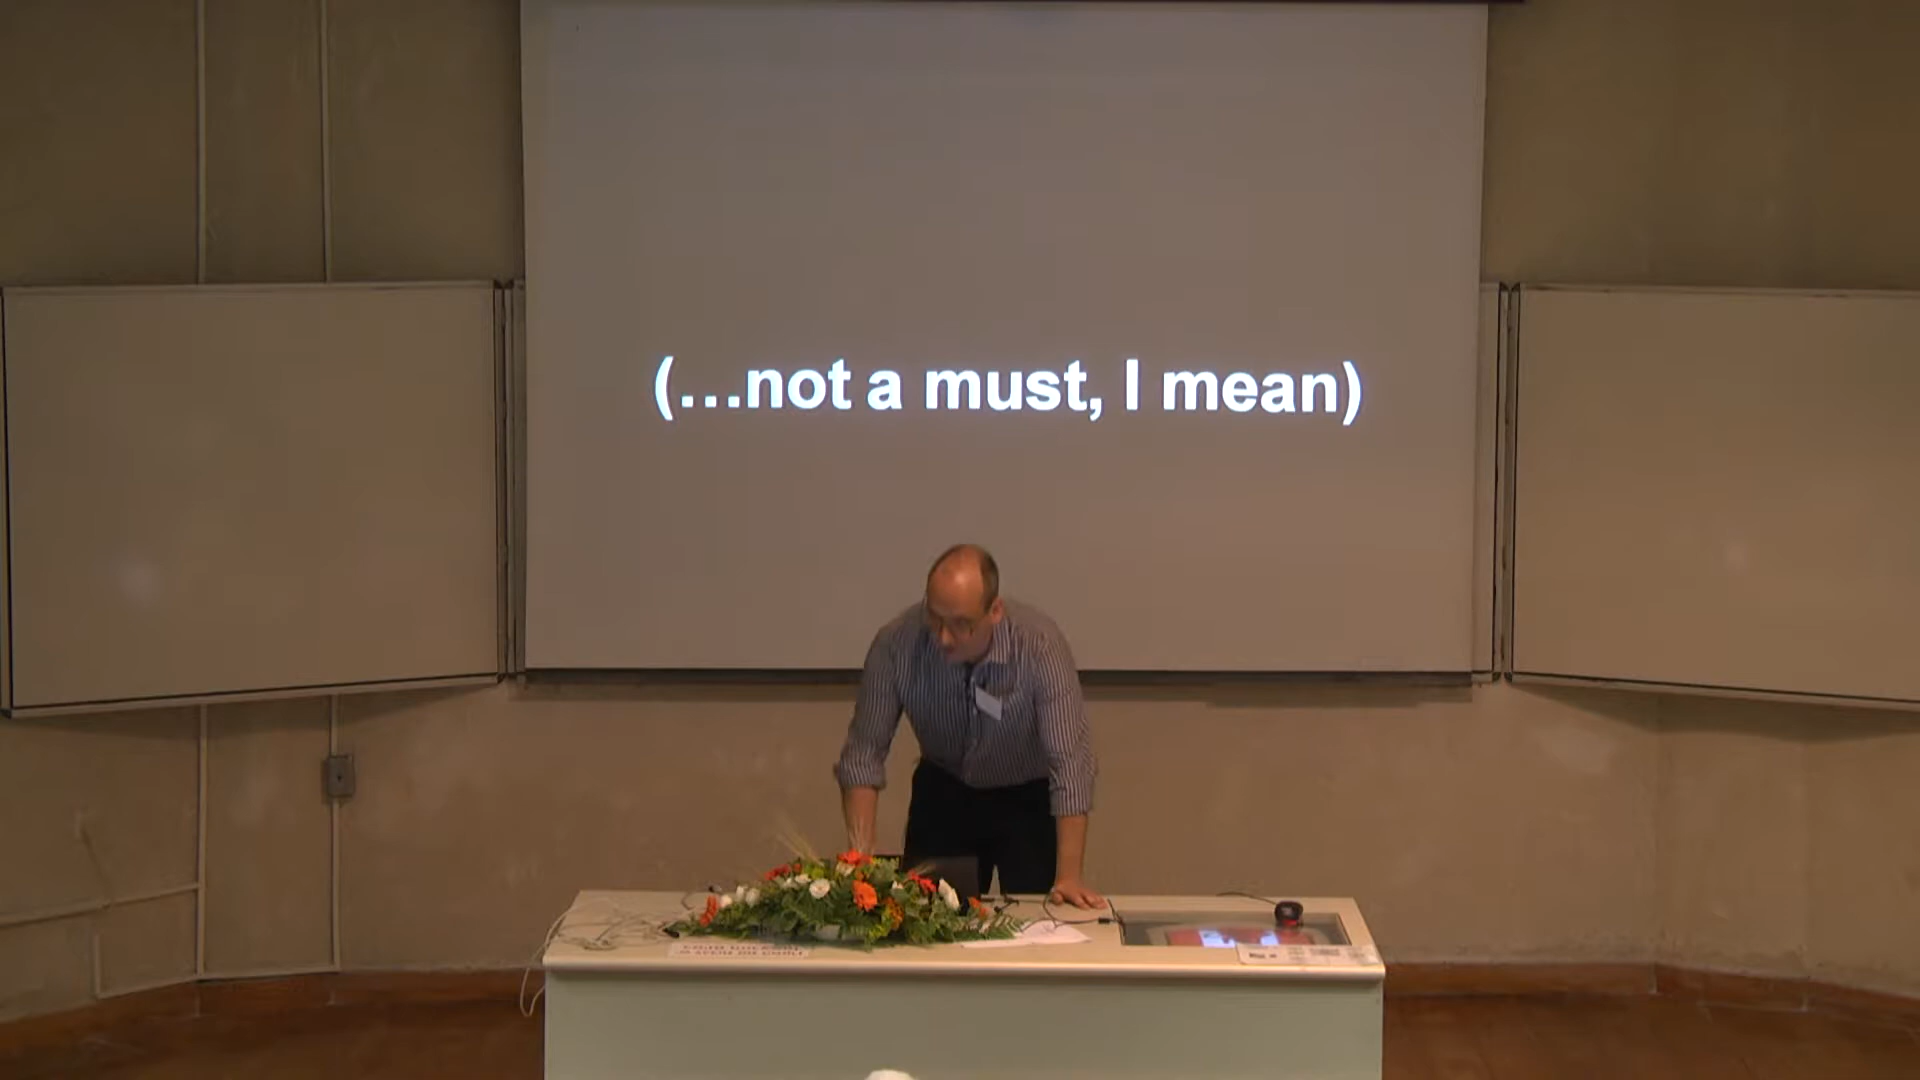 (...not a must, I mean)